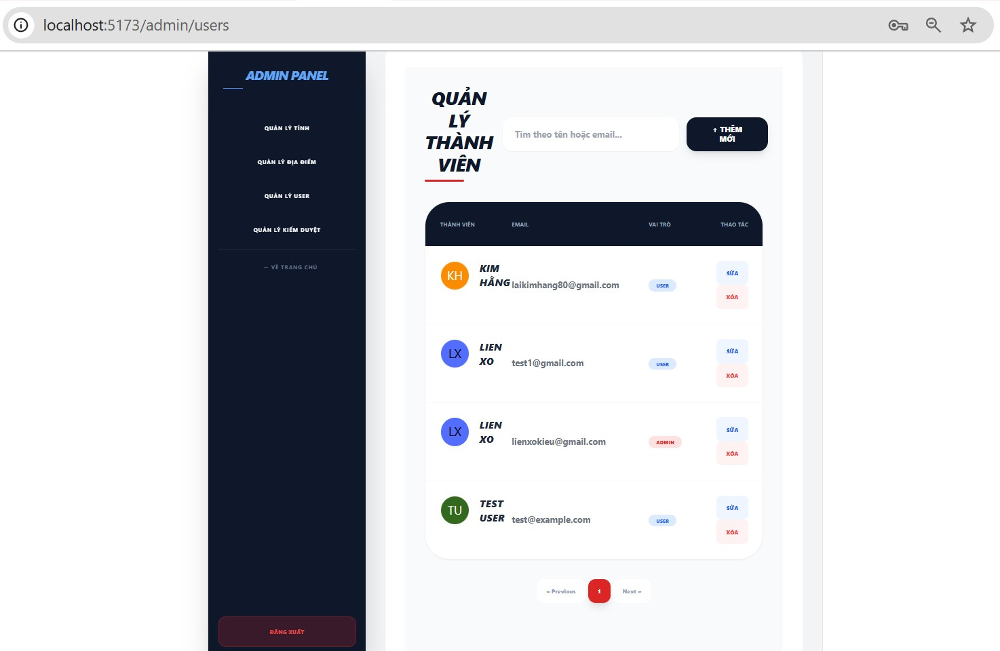 localhost:5173/admin/users
ADMIN PANEL
QUẢN LÝ TỈNH
QUẢN LÝ ĐỊA ĐIỂM
QUẢN LÝ USER
QUẢN LÝ KIỂM DUYỆT
← VỀ TRANG CHỦ
ĐĂNG XUẤT
QUẢN
LÝ
THÀNH
VIÊN
Tìm theo tên hoặc email...
+ THÊM
MỚI
THÀNH VIÊN EMAIL VAI TRÒ THAO TÁC
KH
KIM
HẰNG
laikimhang80@gmail.com
USER
SỬA
XÓA
LX
LIEN
XO
test1@gmail.com
USER
SỬA
XÓA
LX
LIEN
XO
lienxokieu@gmail.com
ADMIN
SỬA
XÓA
TU
TEST
USER
test@example.com
USER
SỬA
XÓA
« Previous 1 Next »